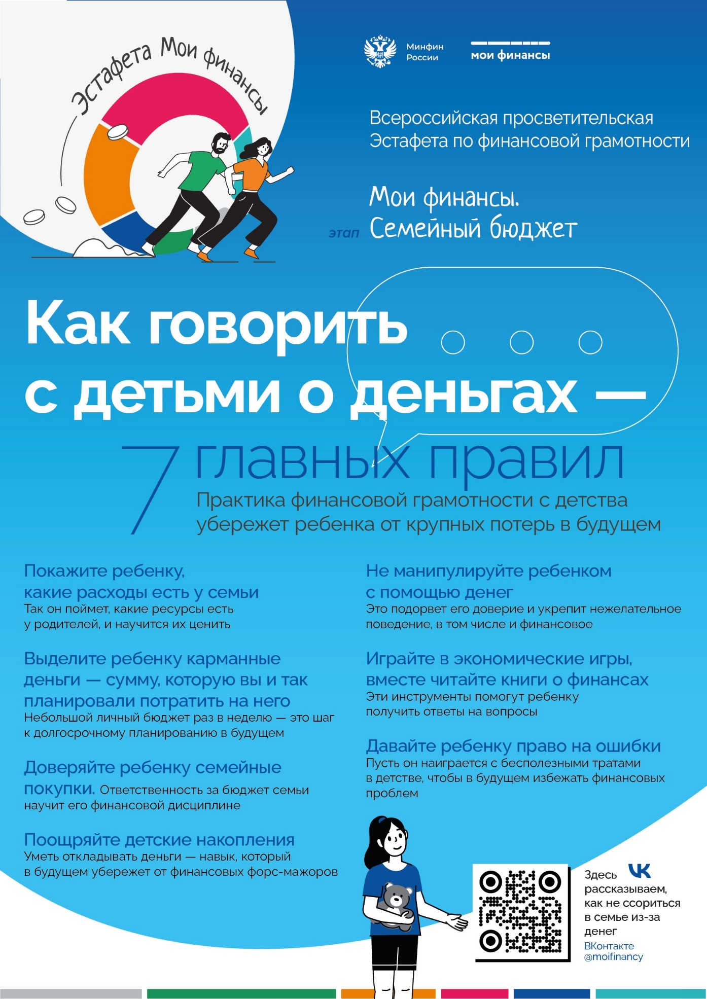 Эстафета Мои финансы
Минфин
России
мои финансы
Всероссийская просветительская
Эстафета по финансовой грамотности
Мои финансы.
этап Семейный бюджет
Как говорить
с детьми о деньгах —
7 главных правил
Практика финансовой грамотности с детства
убережет ребенка от крупных потерь в будущем
Покажите ребенку,
какие расходы есть у семьи
Так он поймет, какие ресурсы есть
у родителей, и научится их ценить
Выделите ребенку карманные
деньги — сумму, которую вы и так
планировали потратить на него
Небольшой личный бюджет раз в неделю — это шаг
к долгосрочному планированию в будущем
Доверяйте ребенку семейные
покупки. Ответственность за бюджет семьи
научит его финансовой дисциплине
Поощряйте детские накопления
Уметь откладывать деньги — навык, который
в будущем убережет от финансовых форс-мажоров
Не манипулируйте ребенком
с помощью денег
Это подорвет его доверие и укрепит нежелательное
поведение, в том числе и финансовое
Играйте в экономические игры,
вместе читайте книги о финансах
Эти инструменты помогут ребенку
получить ответы на вопросы
Давайте ребенку право на ошибки
Пусть он наиграется с бесполезными тратами
в детстве, чтобы в будущем избежать финансовых
проблем
Здесь VK
рассказываем,
как не ссориться
в семье из-за
денег
ВКонтакте
@moifinancy